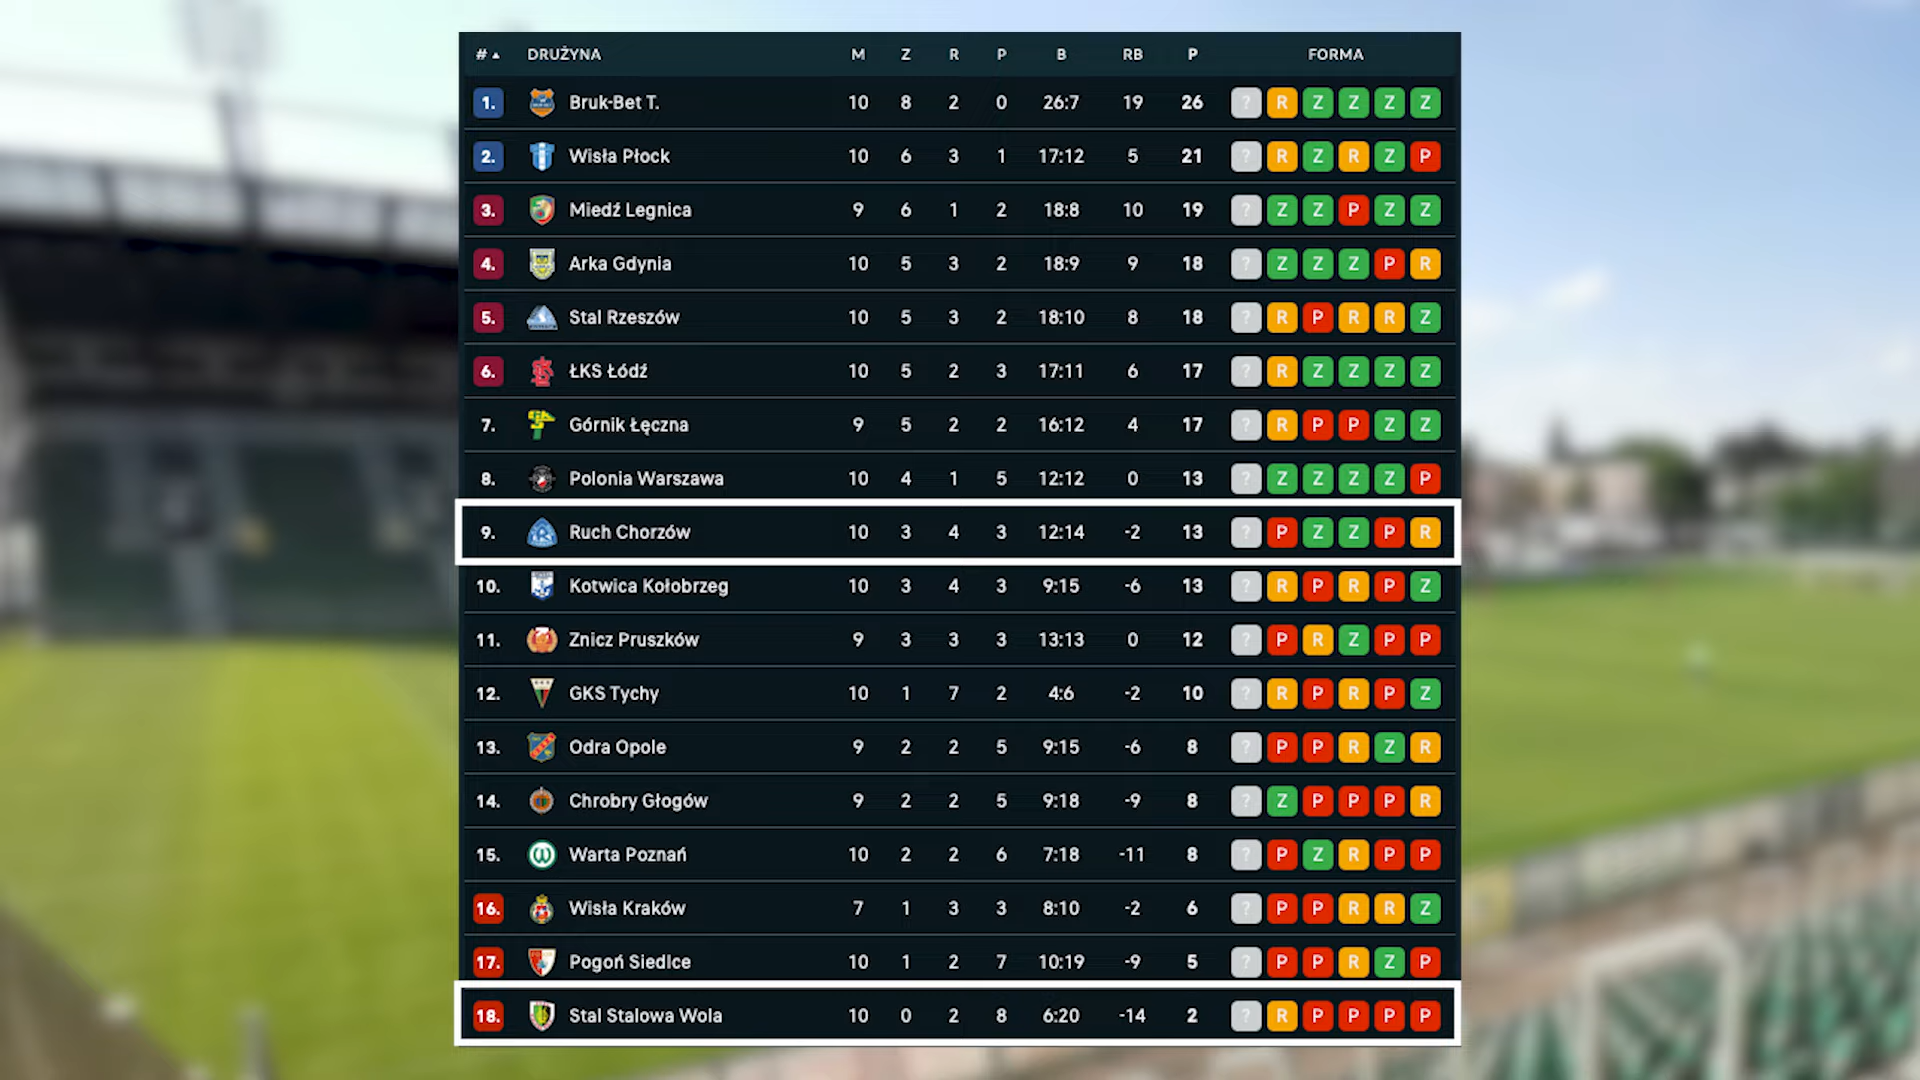 # DRUŻYNA M Z R P B RB P FORMA
1. Bruk-Bet T. 10 8 2 0 26:7 19 26 ? R Z Z Z Z
2. Wisła Płock 10 6 3 1 17:12 5 21 ? R Z R Z P
3. Miedź Legnica 9 6 1 2 18:8 10 19 ? Z Z P Z Z
4. Arka Gdynia 10 5 3 2 18:9 9 18 ? Z Z Z P R
5. Stal Rzeszów 10 5 3 2 18:10 8 18 ? R P R R Z
6. ŁKS Łódź 10 5 2 3 17:11 6 17 ? R Z Z Z Z
7. Górnik Łęczna 9 5 2 2 16:12 4 17 ? R P P Z Z
8. Polonia Warszawa 10 4 1 5 12:12 0 13 ? Z Z Z Z P
9. Ruch Chorzów 10 3 4 3 12:14 -2 13 ? P Z Z P R
10. Kotwica Kołobrzeg 10 3 4 3 9:15 -6 13 ? R P R P Z
11. Znicz Pruszków 9 3 3 3 13:13 0 12 ? P R Z P P
12. GKS Tychy 10 1 7 2 4:6 -2 10 ? R P R P Z
13. Odra Opole 9 2 2 5 9:15 -6 8 ? P P R Z R
14. Chrobry Głogów 9 2 2 5 9:18 -9 8 ? Z P P P R
15. Warta Poznań 10 2 2 6 7:18 -11 8 ? P Z R P P
16. Wisła Kraków 7 1 3 3 8:10 -2 6 ? P P R R Z
17. Pogoń Siedlce 10 1 2 7 10:19 -9 5 ? P P R Z P
18. Stal Stalowa Wola 10 0 2 8 6:20 -14 2 ? R P P P P